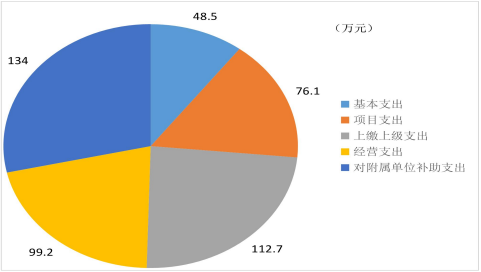 48.5
（万元）
134
76.1
基本支出
项目支出
上缴上级支出
经营支出
对附属单位补助支出
99.2
112.7